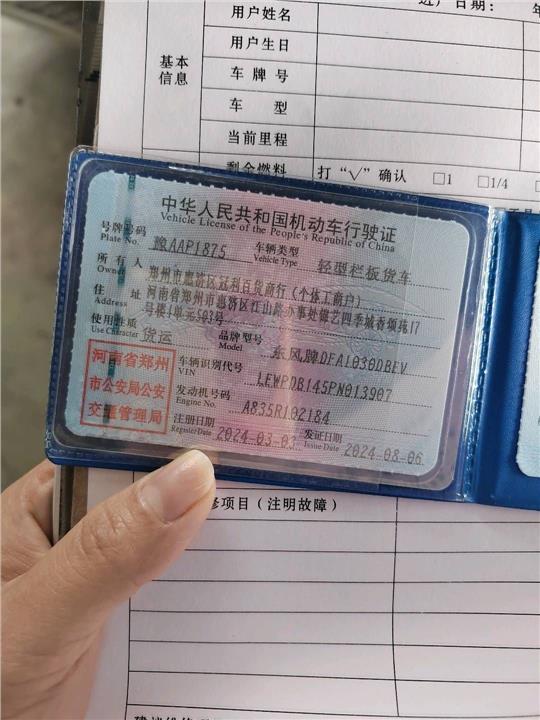 进厂日期：
用户姓名
用户生日
基本信息
车牌号
车 型
当前里程
剩余燃料 打“√”确认 □1 □1/4
中华人民共和国机动车行驶证
Vehicle License of the People's Republic of China
号牌号码 豫AAP1875 车辆类型 轻型栏板货车
Plate No. Vehicle Type
所有人 郑州市惠济区冠利百货商行（个体工商户）
Owner
住 址 河南省郑州市惠济区江山路办事处锦艺四季城香颂苑17
Address 号楼1单元503号
使用性质 货运 品牌型号 东风牌DFA1030DBEV
Use Character Model
河南省郑州
市公安局公安
交通管理局
车辆识别代号 LEWPDB145PN013907
VIN
发动机号码 A835R102184
Engine No.
注册日期 2024-03-03 发证日期 2024-08-06
Register Date Issue Date
修项目（注明故障）